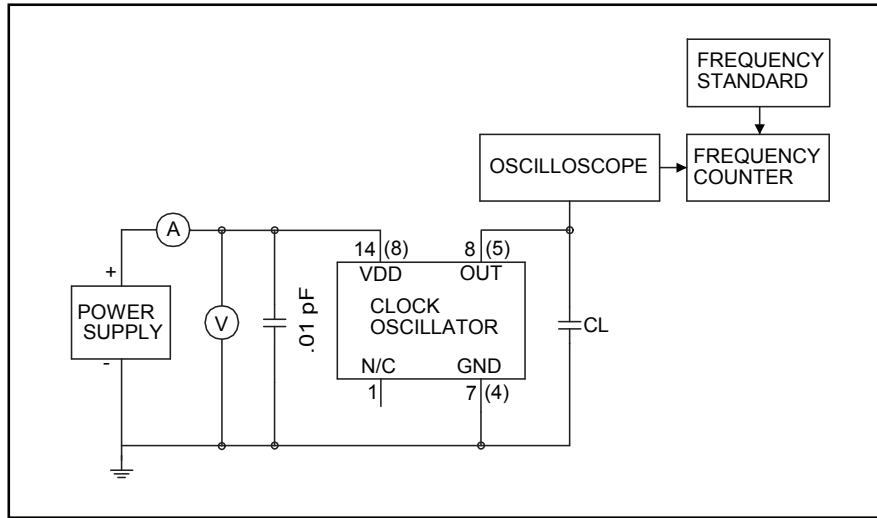 FREQUENCY
STANDARD
OSCILLOSCOPE
FREQUENCY
COUNTER
A
14 (8)
8 (5)
VDD
OUT
+
POWER
SUPPLY
-
V
.01 pF
CLOCK
OSCILLATOR
CL
N/C
GND
1
7 (4)